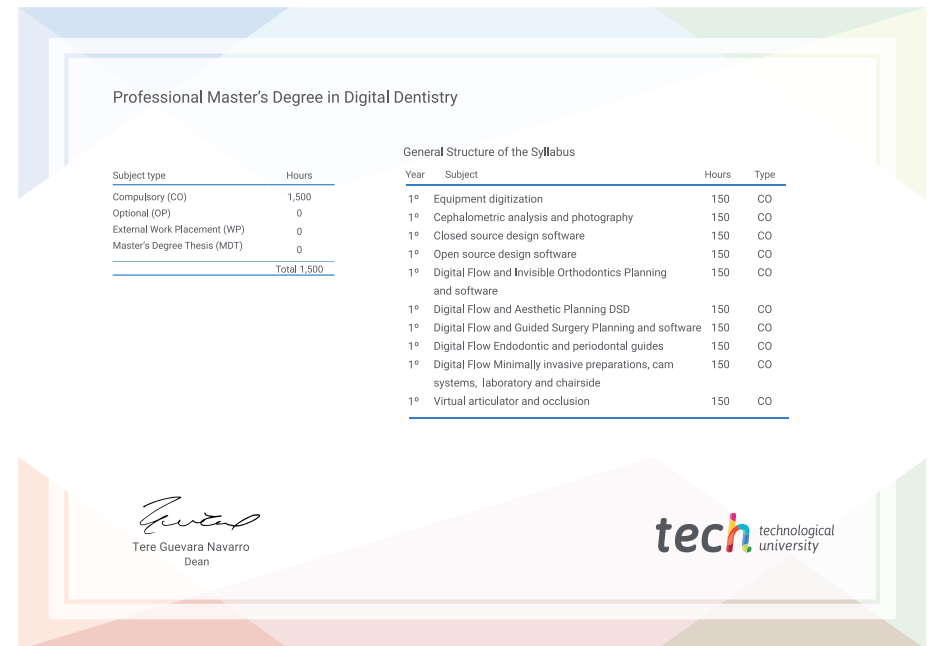 Professional Master's Degree in Digital Dentistry
Subject type Hours
Compulsory (CO) 1,500
Optional (OP) 0
External Work Placement (WP) 0
Master's Degree Thesis (MDT) 0
Total 1,500
General Structure of the Syllabus
Year Subject Hours Type
1º Equipment digitization 150 CO
1º Cephalometric analysis and photography 150 CO
1º Closed source design software 150 CO
1º Open source design software 150 CO
1º Digital Flow and Invisible Orthodontics Planning 150 CO
and software
1º Digital Flow and Aesthetic Planning DSD 150 CO
1º Digital Flow and Guided Surgery Planning and software 150 CO
1º Digital Flow Endodontic and periodontal guides 150 CO
1º Digital Flow Minimally invasive preparations, cam 150 CO
systems, laboratory and chairside
1º Virtual articulator and occlusion 150 CO
Tere Guevara Navarro
Dean
tech technological
university